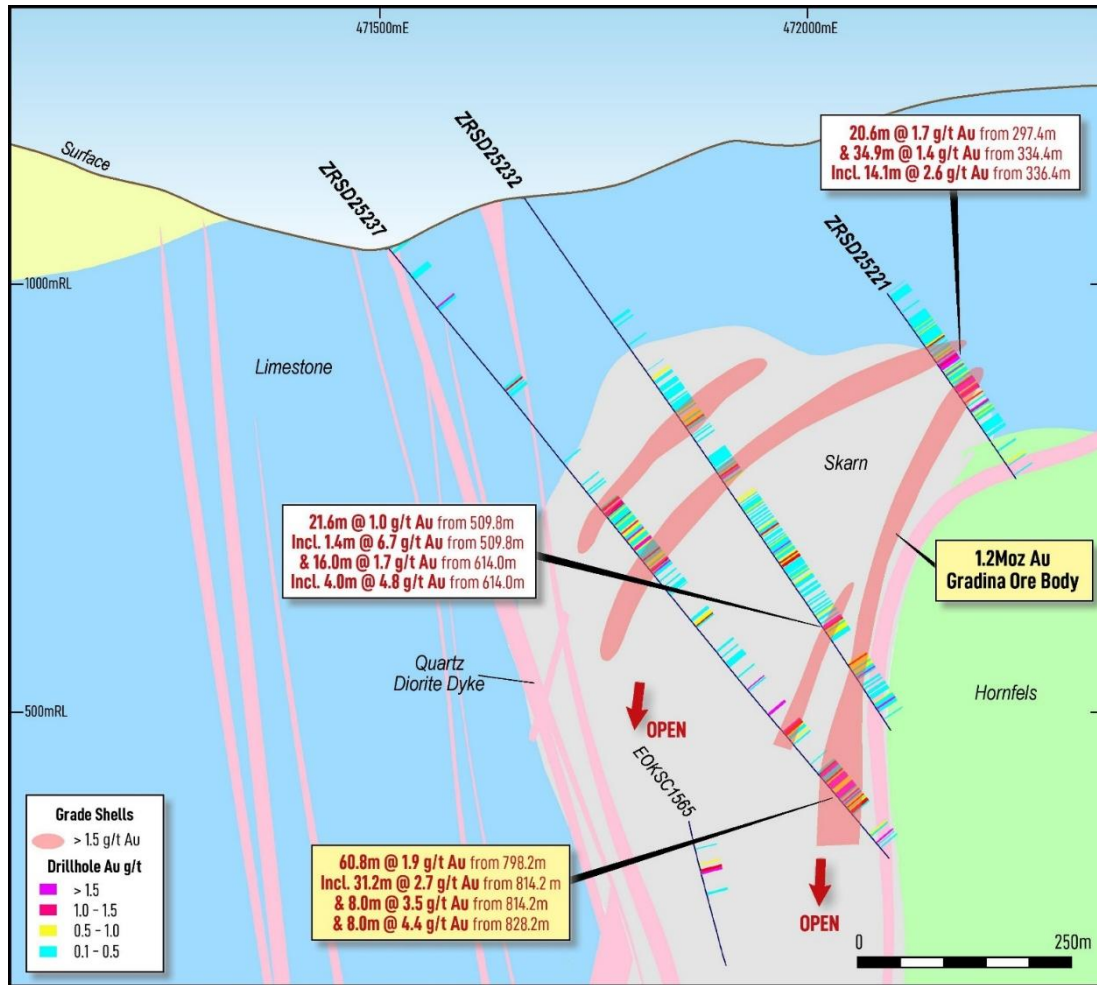 471500mE
472000mE
Surface
ZRSD25237
ZRSD25232
ZRSD25221
20.6m @ 1.7 g/t Au from 297.4m
& 34.9m @ 1.4 g/t Au from 334.4m
Incl. 14.1m @ 2.6 g/t Au from 336.4m
1000mRL
Limestone
Skarn
21.6m @ 1.0 g/t Au from 509.8m
Incl. 1.4m @ 6.7 g/t Au from 509.8m
& 16.0m @ 1.7 g/t Au from 614.0m
Incl. 4.0m @ 4.8 g/t Au from 614.0m
1.2Moz Au
Gradina Ore Body
Quartz
Diorite Dyke
Hornfels
500mRL
OPEN
EOKSC1565
60.8m @ 1.9 g/t Au from 798.2m
Incl. 31.2m @ 2.7 g/t Au from 814.2 m
& 8.0m @ 3.5 g/t Au from 814.2m
& 8.0m @ 4.4 g/t Au from 828.2m
OPEN
Grade Shells
> 1.5 g/t Au
Drillhole Au g/t
> 1.5
1.0 - 1.5
0.5 - 1.0
0.1 - 0.5
0 250m